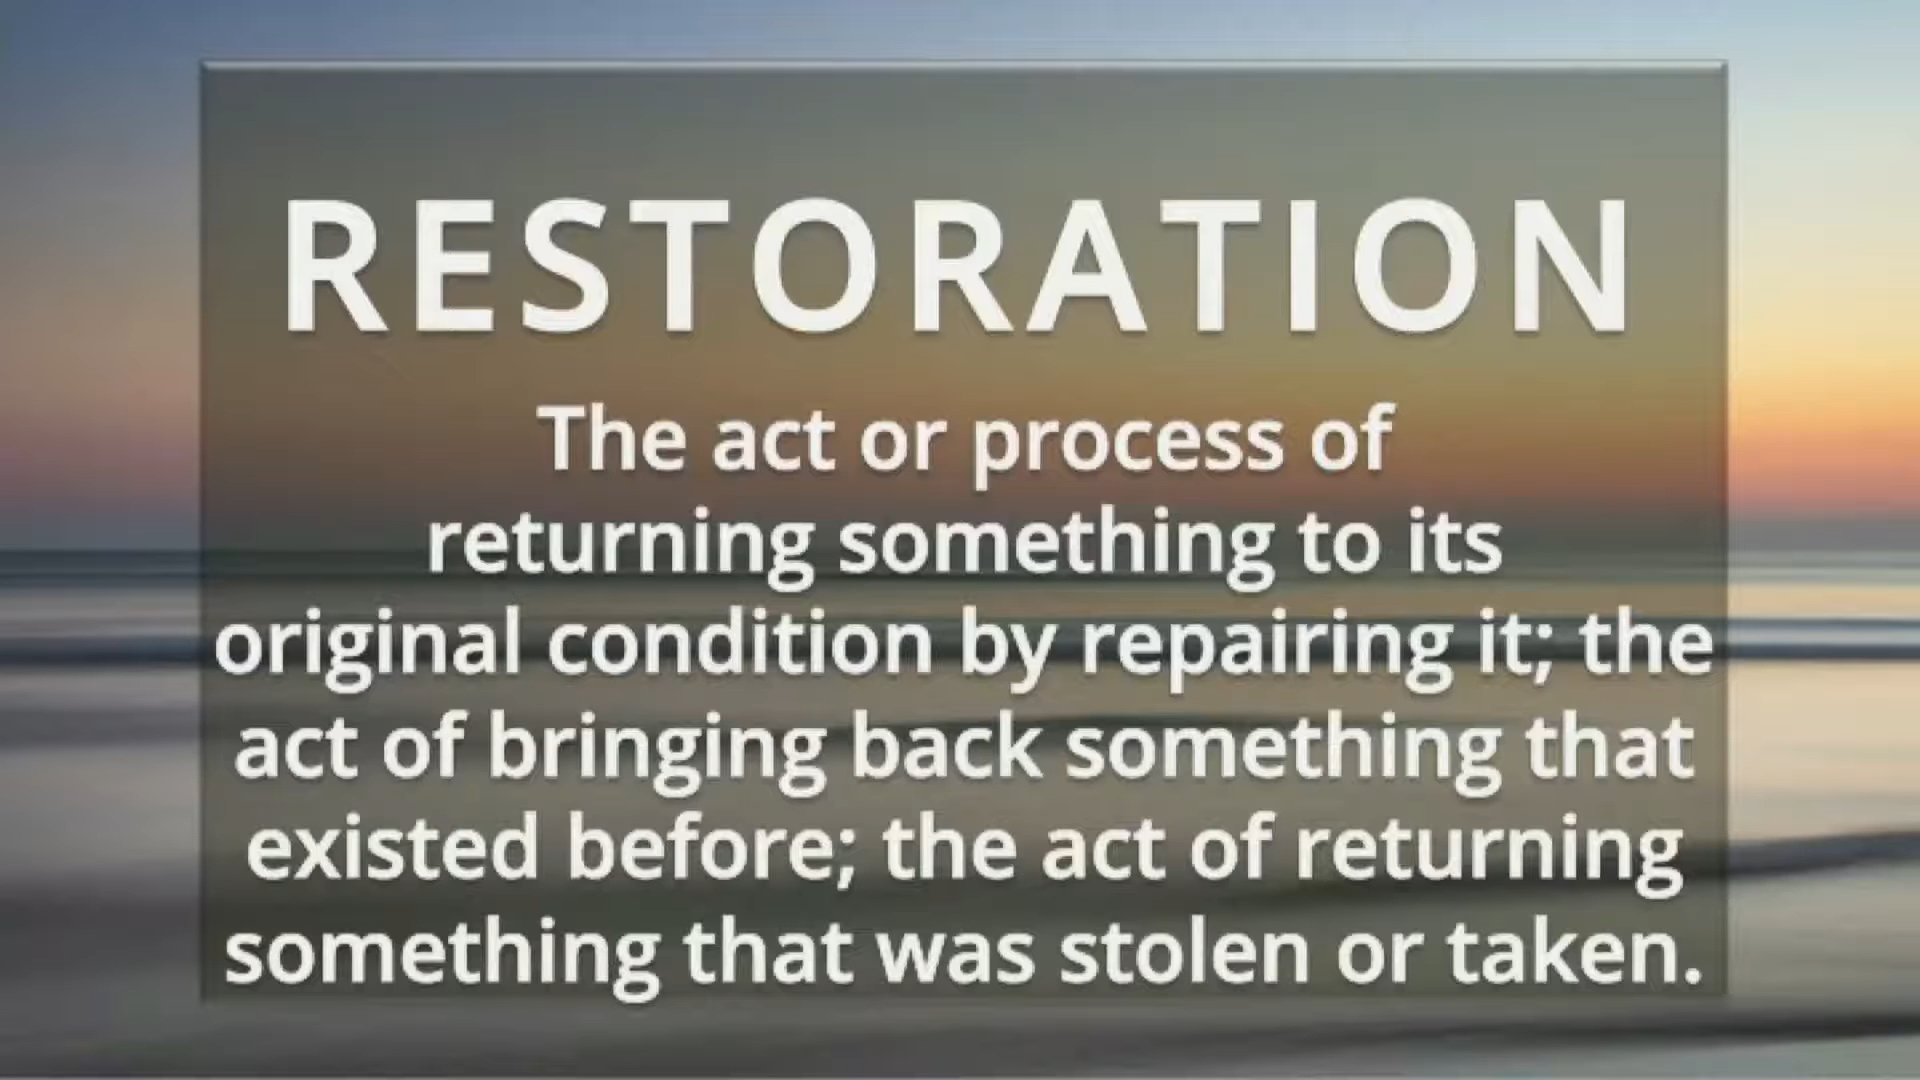 RESTORATION
The act or process of
returning something to its
original condition by repairing it; the
act of bringing back something that
existed before; the act of returning
something that was stolen or taken.